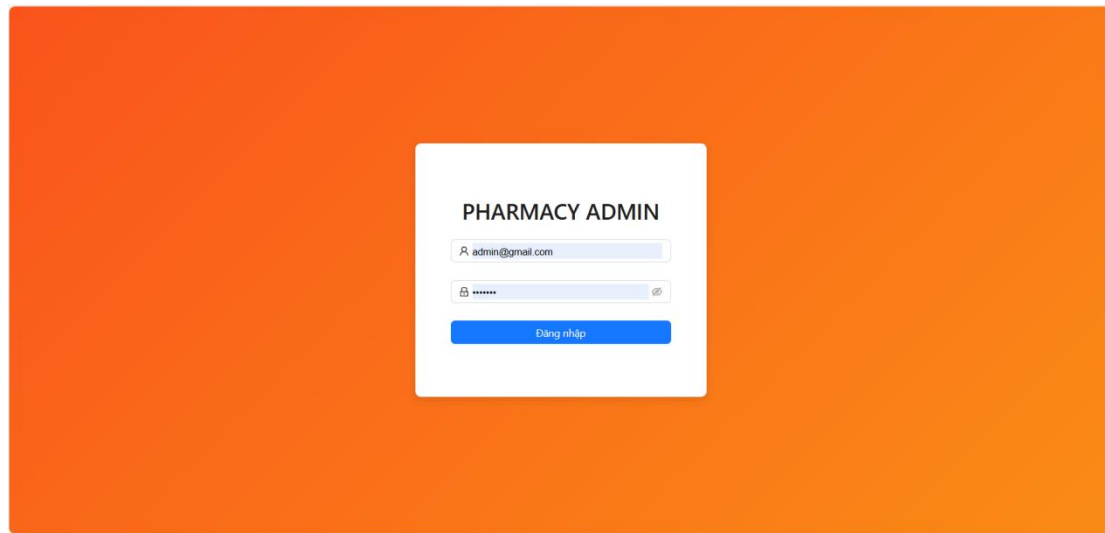 PHARMACY ADMIN
admin@gmail.com
•••••••
Đăng nhập